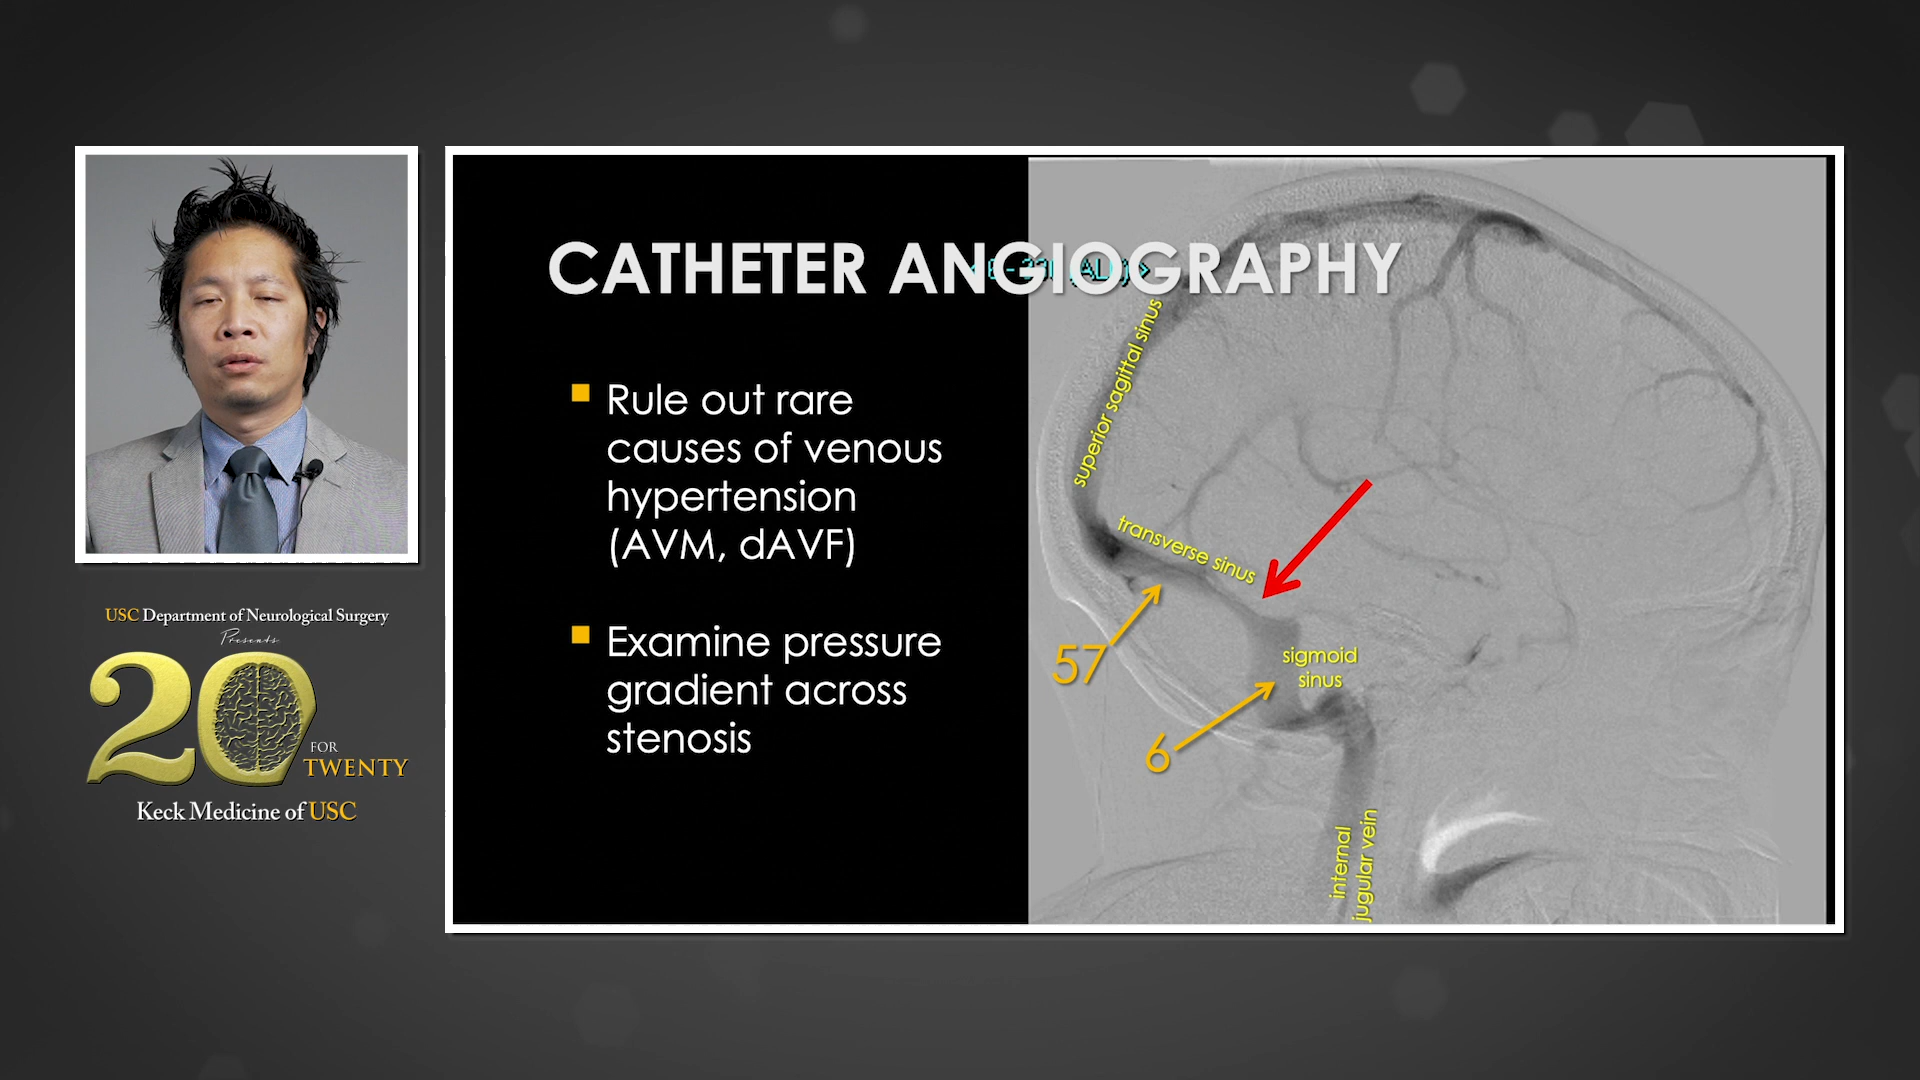 CATHETER ANGIOGRAPHY
Rule out rare
causes of venous
hypertension
(AVM, dAVF)
Examine pressure
gradient across
stenosis
superior sagittal sinus
transverse sinus
57
sigmoid
sinus
6
internal
jugular vein
USC Department of Neurological Surgery
Presents
20
FOR
TWENTY
Keck Medicine of USC